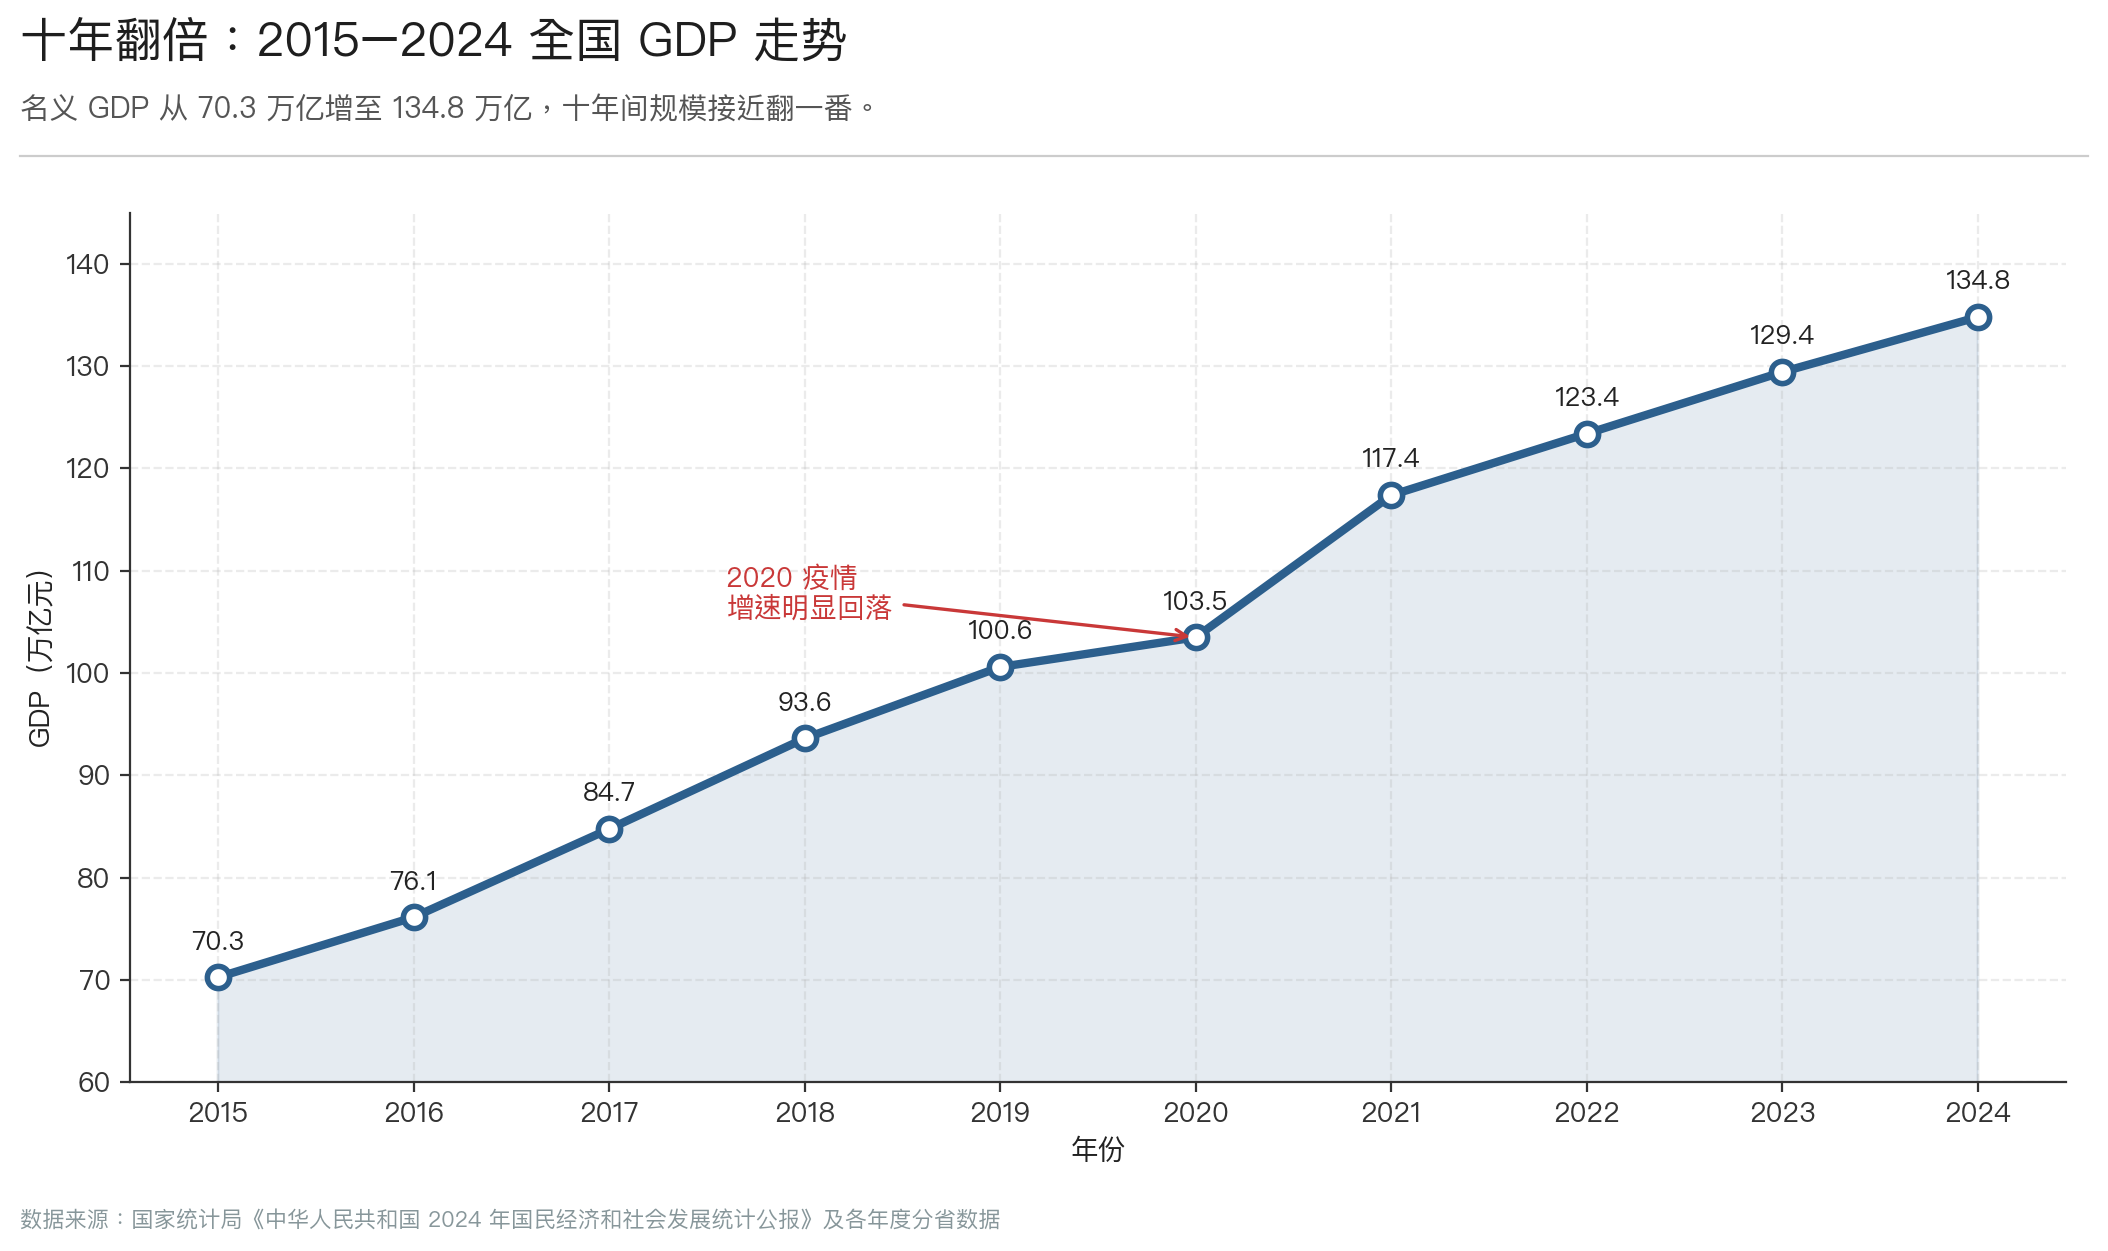 十年翻倍：2015—2024 全国 GDP 走势
名义 GDP 从 70.3 万亿增至 134.8 万亿，十年间规模接近翻一番。
GDP（万亿元）
140
130
120
110
100
90
80
70
60
70.3
76.1
84.7
93.6
100.6
103.5
117.4
123.4
129.4
134.8
2020 疫情
增速明显回落
2015 2016 2017 2018 2019 2020 2021 2022 2023 2024
年份
数据来源：国家统计局《中华人民共和国 2024 年国民经济和社会发展统计公报》及各年度分省数据